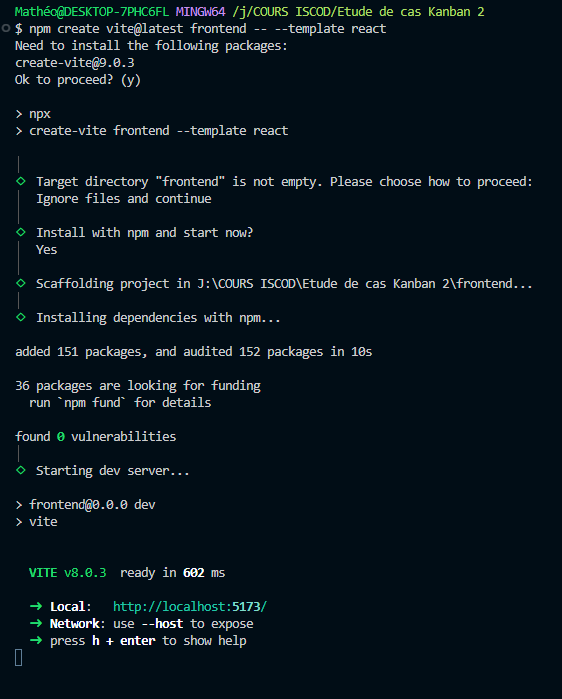 Mathéo@DESKTOP-7PHC6FL MINGW64 /j/COURS ISCOD/Etude de cas Kanban 2
$ npm create vite@latest frontend -- --template react
Need to install the following packages:
create-vite@9.0.3
Ok to proceed? (y)
> npx
> create-vite frontend --template react
◇ Target directory "frontend" is not empty. Please choose how to proceed:
Ignore files and continue
◇ Install with npm and start now?
Yes
◇ Scaffolding project in J:\COURS ISCOD\Etude de cas Kanban 2\frontend...
◇ Installing dependencies with npm...
added 151 packages, and audited 152 packages in 10s
36 packages are looking for funding
run `npm fund` for details
found 0 vulnerabilities
◇ Starting dev server...
> frontend@0.0.0 dev
> vite
VITE v8.0.3 ready in 602 ms
➜ Local: http://localhost:5173/
➜ Network: use --host to expose
➜ press h + enter to show help